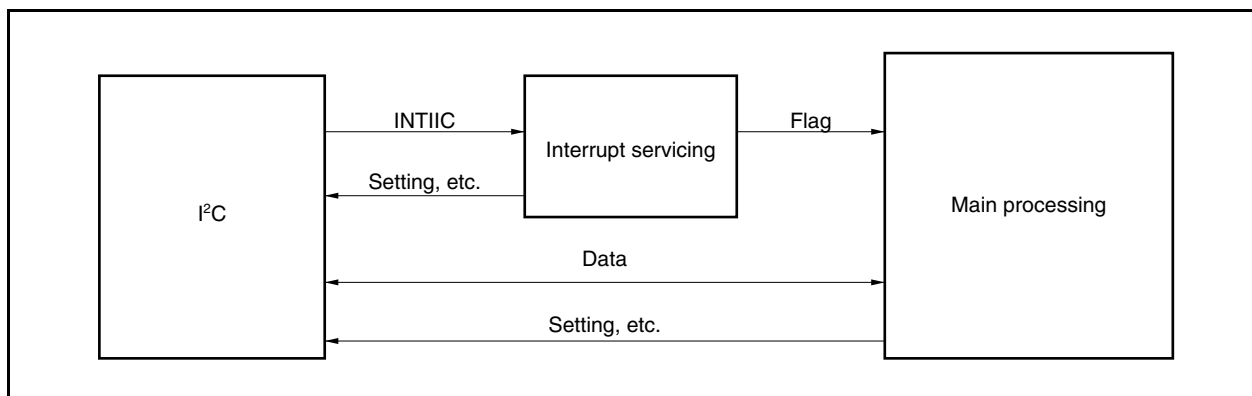 INTIIC
Flag
Interrupt servicing
Setting, etc.
I²C
Main processing
Data
Setting, etc.